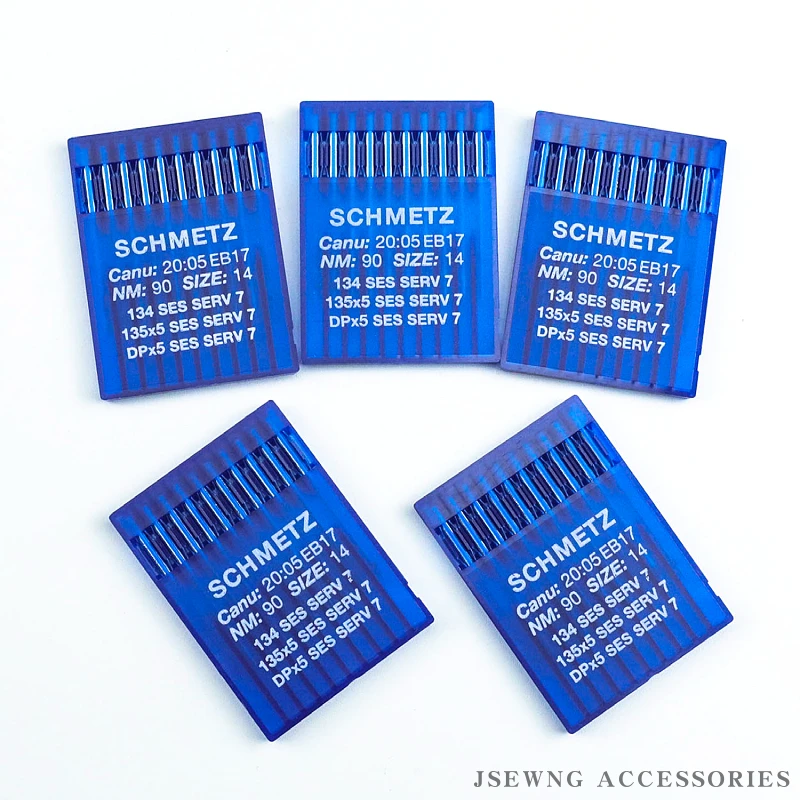 SCHMETZ
Canu: 20:05 EB17
NM: 90 SIZE: 14
134 SES SERV 7
135x5 SES SERV 7
DPx5 SES SERV 7
SCHMETZ
Canu: 20:05 EB17
NM: 90 SIZE: 14
134 SES SERV 7
135x5 SES SERV 7
DPx5 SES SERV 7
SCHMETZ
Canu: 20:05 EB17
NM: 90 SIZE: 14
134 SES SERV 7
135x5 SES SERV 7
DPx5 SES SERV 7
SCHMETZ
Canu: 20:05 EB17
NM: 90 SIZE: 14
134 SES SERV 7
135x5 SES SERV 7
DPx5 SES SERV 7
SCHMETZ
Canu: 20:05 EB17
NM: 90 SIZE: 14
134 SES SERV 7
135x5 SES SERV 7
DPx5 SES SERV 7
JSEWNG ACCESSORIES